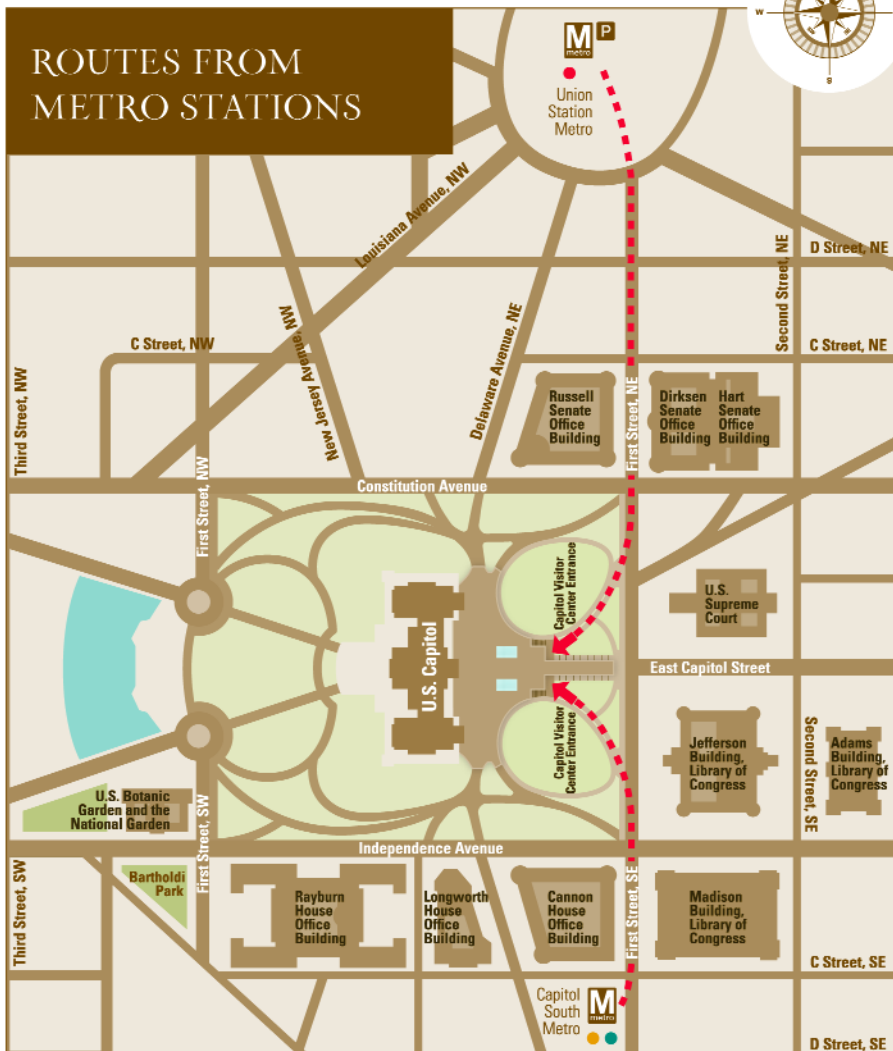 ROUTES FROM
METRO STATIONS
W
S
M
metro
P
Union
Station
Metro
Louisiana Avenue, NW
D Street, NE
Second Street, NE
C Street, NW
New Jersey Avenue, NW
Delaware Avenue, NE
C Street, NE
Third Street, NW
First Street, NE
Russell
Senate
Office
Building
Dirksen
Senate
Office
Building
Hart
Senate
Office
Building
Constitution Avenue
First Street, NW
Capitol Visitor
Center Entrance
U.S.
Supreme
Court
U.S. Capitol
East Capitol Street
Capitol Visitor
Center Entrance
Jefferson
Building,
Library of
Congress
Second Street, SE
Adams
Building,
Library of
Congress
U.S. Botanic
Garden and the
National Garden
First Street, SW
Independence Avenue
Third Street, SW
Bartholdi
Park
Rayburn
House
Office
Building
Longworth
House
Office
Building
Cannon
House
Office
Building
First Street, SE
Madison
Building,
Library of
Congress
C Street, SE
Capitol
South
Metro
M
metro
D Street, SE